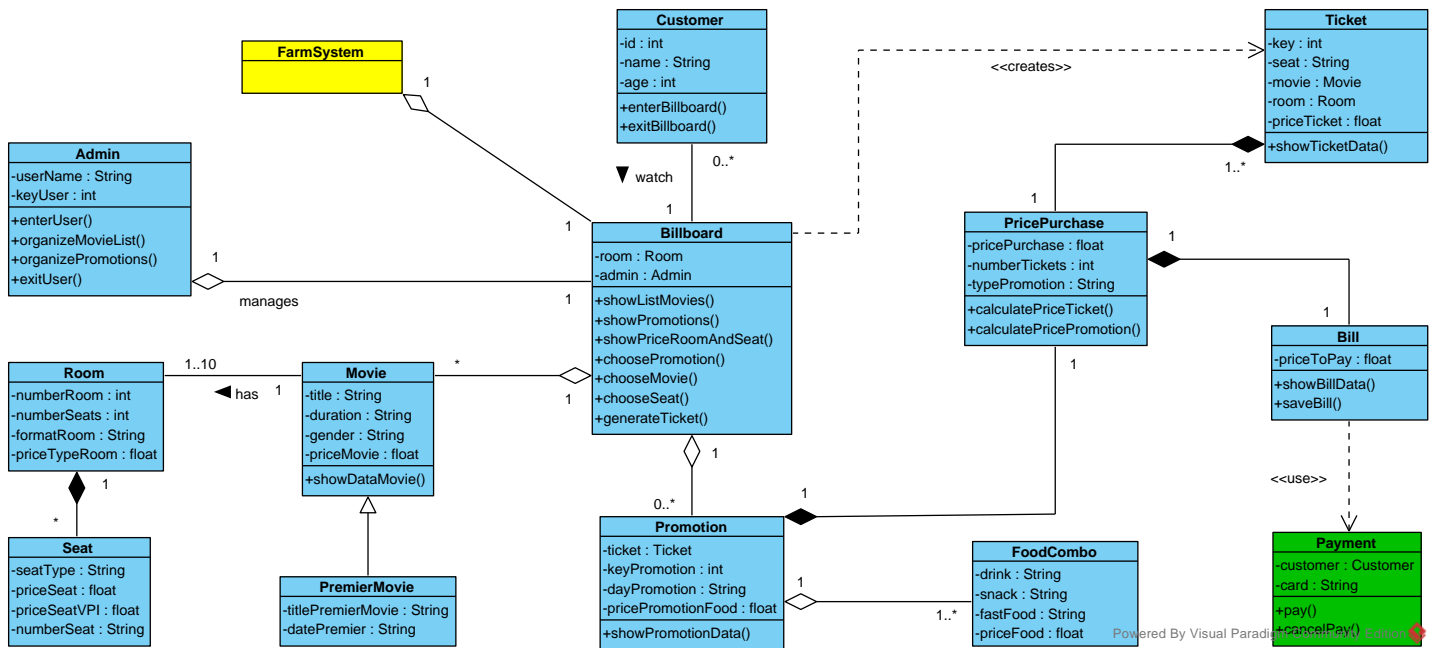 FarmSystem
1
Customer
-id : int
-name : String
-age : int
+enterBillboard()
+exitBillboard()
0..*
watch
1
<<creates>>
Ticket
-key : int
-seat : String
-movie : Movie
-room : Room
-priceTicket : float
+showTicketData()
1..*
1
Admin
-userName : String
-keyUser : int
+enterUser()
+organizeMovieList()
+organizePromotions()
+exitUser()
1
manages
1
1
Billboard
-room : Room
-admin : Admin
+showListMovies()
+showPromotions()
+showPriceRoomAndSeat()
+choosePromotion()
+chooseMovie()
+chooseSeat()
+generateTicket()
PricePurchase
-pricePurchase : float
-numberTickets : int
-typePromotion : String
+calculatePriceTicket()
+calculatePricePromotion()
1
1
1
Bill
-priceToPay : float
+showBillData()
+saveBill()
<<use>>
Room
-numberRoom : int
-numberSeats : int
-formatRoom : String
-priceTypeRoom : float
1..10
has
1
Movie
-title : String
-duration : String
-gender : String
-priceMovie : float
+showDataMovie()
*
1
1
*
Seat
-seatType : String
-priceSeat : float
-priceSeatVPI : float
-numberSeat : String
PremierMovie
-titlePremierMovie : String
-datePremier : String
1
0..*
1
Promotion
-ticket : Ticket
-keyPromotion : int
-dayPromotion : String
-pricePromotionFood : float
+showPromotionData()
1
1..*
FoodCombo
-drink : String
-snack : String
-fastFood : String
-priceFood : float
Payment
-customer : Customer
-card : String
+pay()
+cancelPay()
Powered By Visual Paradigm